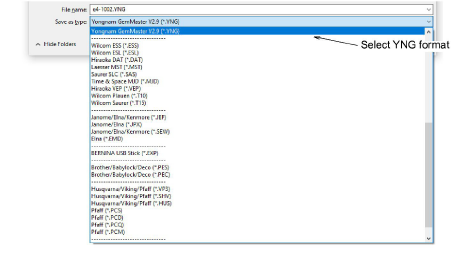 File name: e4-1002.YNG
Save as type: Yongnam GemMaster V2.9 (*.YNG)
Yongnam GemMaster V2.9 (*.YNG)
------------------------------
Hide Folders
Select YNG format
Wilcom ESS (*.ESS)
Wilcom ESL (*.ESL)
Hiraoka DAT (*.DAT)
Laesser MST (*.MST)
Saurer SLC (*.SAS)
Time & Space MJD (*.MJD)
Hiraoka VEP (*.VEP)
Wilcom Plauen (*.T10)
Wilcom Saurer (*.T15)
------------------------------
Janome/Elna/Kenmore (*.JEF)
Janome/Elna (*.JPX)
Janome/Elna/Kenmore (*.SEW)
Elna (*.EMD)
------------------------------
BERNINA USB Stick (*.EXP)
------------------------------
Brother/Babylock/Deco (*.PES)
Brother/Babylock/Deco (*.PEC)
------------------------------
Husqvarna/Viking/Pfaff (*.VP3)
Husqvarna/Viking/Pfaff (*.SHV)
Husqvarna/Viking/Pfaff (*.HUS)
Pfaff (*.PCS)
Pfaff (*.PCD)
Pfaff (*.PCQ)
Pfaff (*.PCM)
------------------------------